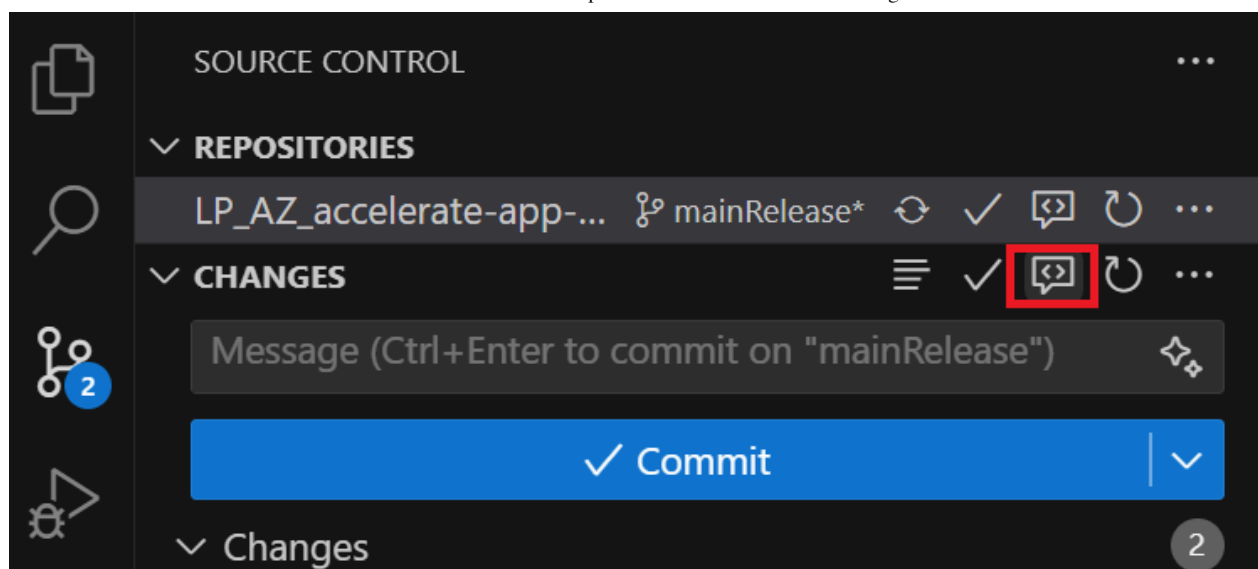 SOURCE CONTROL
REPOSITORIES
LP_AZ_accelerate-app-... mainRelease*
CHANGES
Message (Ctrl+Enter to commit on "mainRelease")
2
Commit
Changes 2